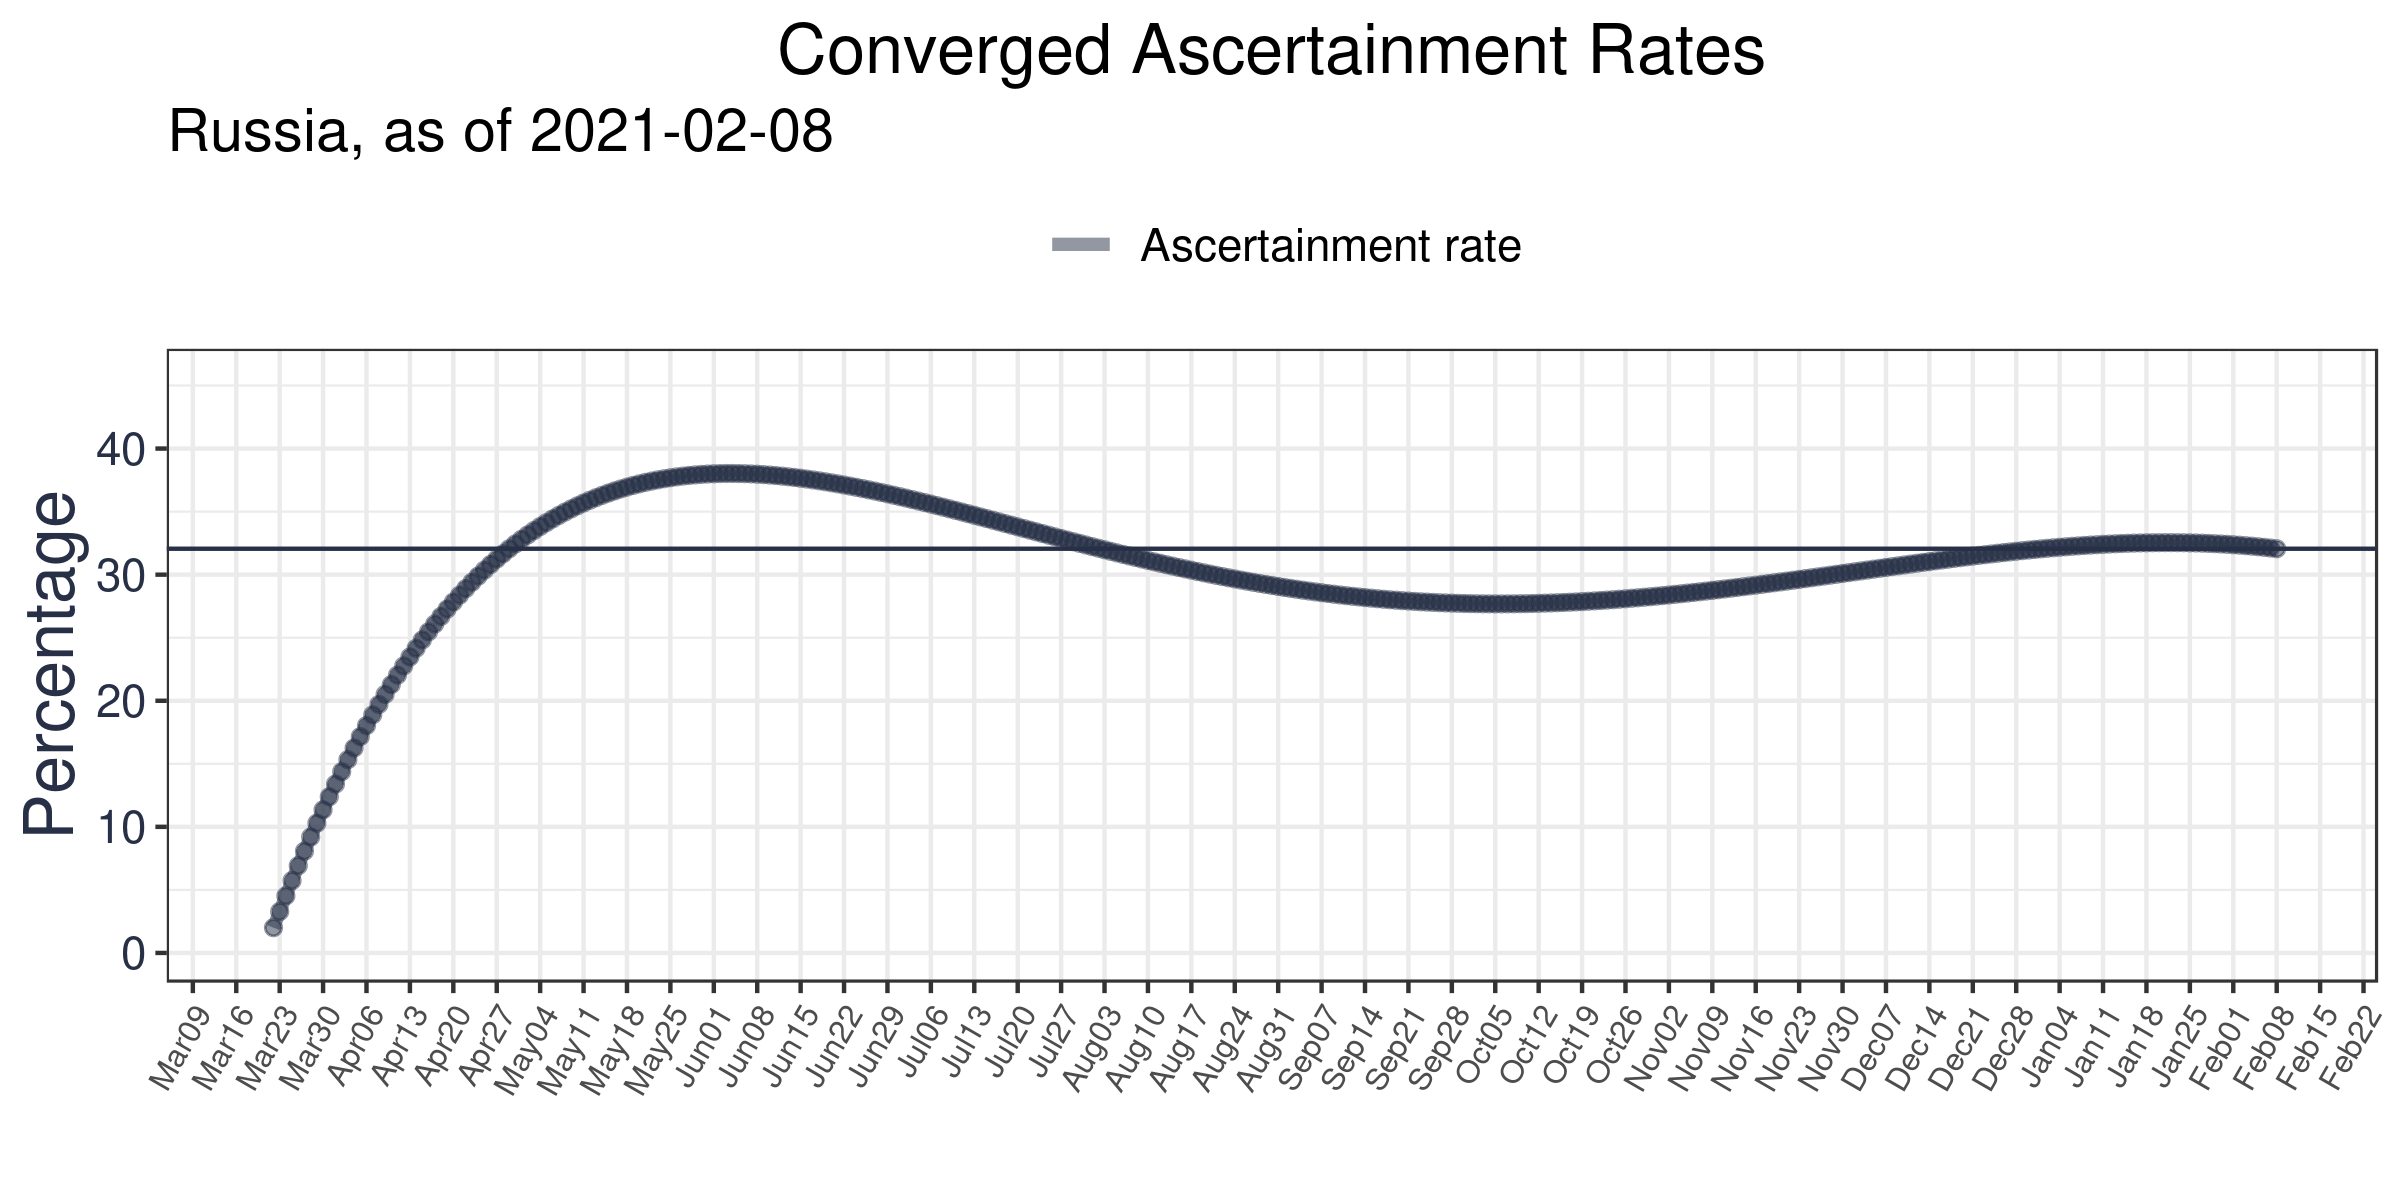 Converged Ascertainment Rates
Russia, as of 2021-02-08
Ascertainment rate
Percentage
40
30
20
10
0
Mar09 Mar16 Mar23 Mar30 Apr06 Apr13 Apr20 Apr27 May04 May11 May18 May25 Jun01 Jun08 Jun15 Jun22 Jun29 Jul06 Jul13 Jul20 Jul27 Aug03 Aug10 Aug17 Aug24 Aug31 Sep07 Sep14 Sep21 Sep28 Oct05 Oct12 Oct19 Oct26 Nov02 Nov09 Nov16 Nov23 Nov30 Dec07 Dec14 Dec21 Dec28 Jan04 Jan11 Jan18 Jan25 Feb01 Feb08 Feb15 Feb22